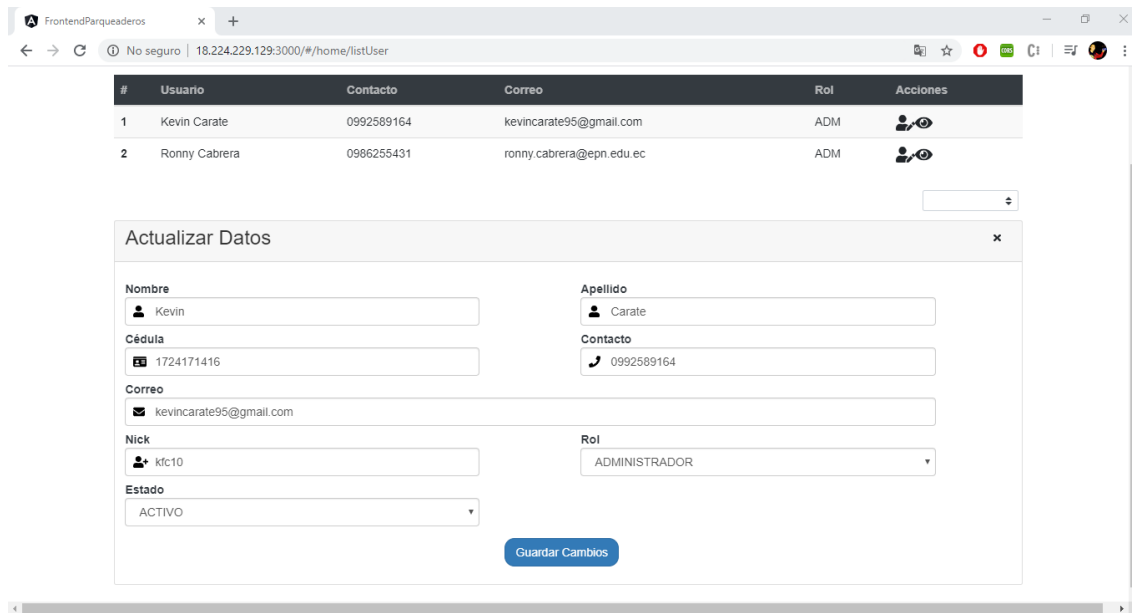 FrontendParqueaderos
No seguro | 18.224.229.129:3000/#/home/listUser
# Usuario Contacto Correo Rol Acciones
1 Kevin Carate 0992589164 kevincarate95@gmail.com ADM
2 Ronny Cabrera 0986255431 ronny.cabrera@epn.edu.ec ADM
Actualizar Datos
Nombre Apellido
Kevin Carate
Cédula Contacto
1724171416 0992589164
Correo
kevincarate95@gmail.com
Nick Rol
kfc10 ADMINISTRADOR
Estado
ACTIVO
Guardar Cambios